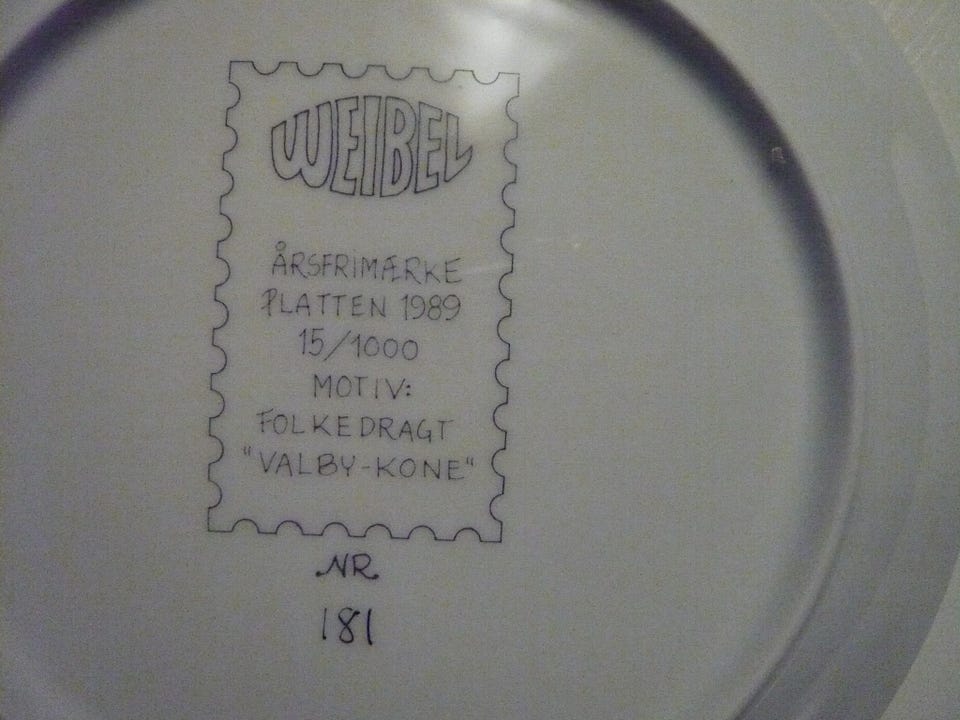 WEIBEL
ÅRSFRIMÆRKE
PLATTEN 1989
15/1000
MOTIV:
FOLKEDRAGT
"VALBY-KONE"
NR
181